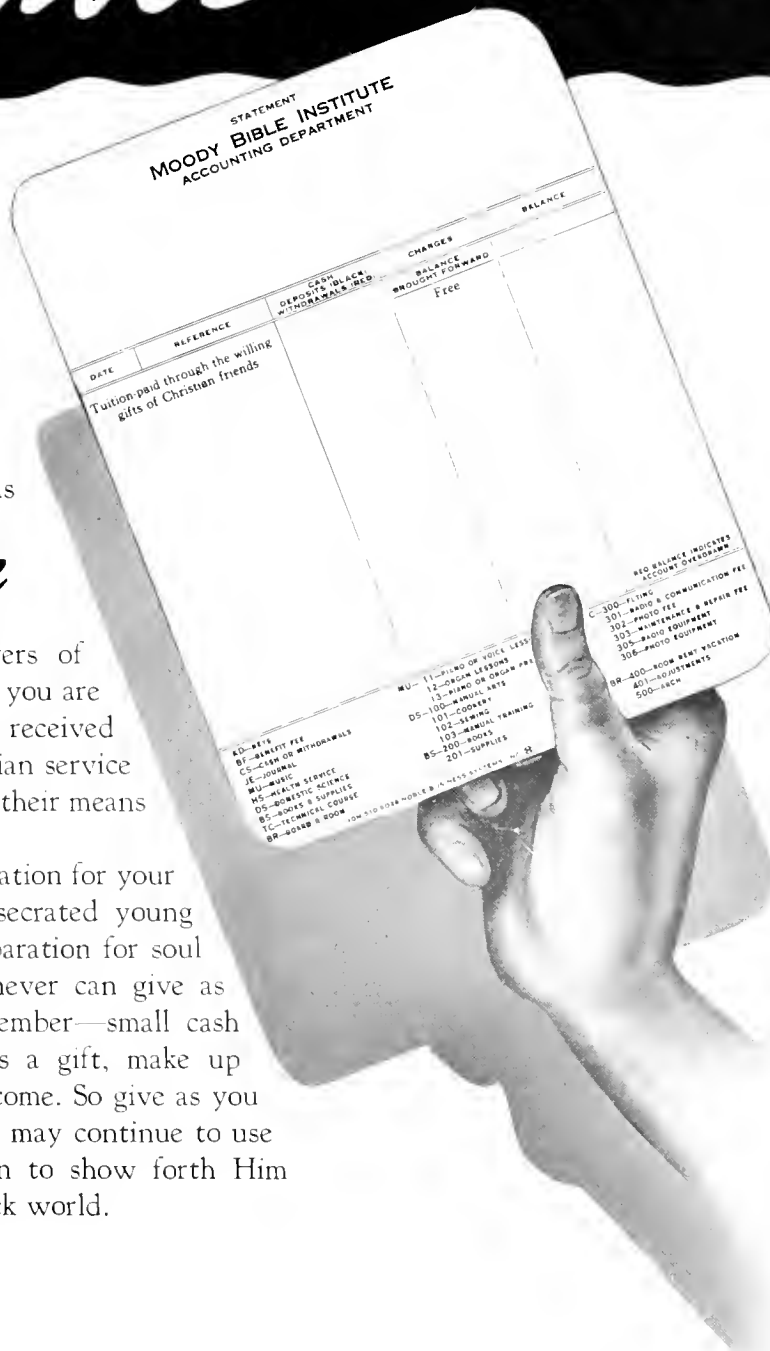 STATEMENT
MOODY BIBLE INSTITUTE
ACCOUNTING DEPARTMENT
DATE
REFERENCE
CASH
DEPOSITS (BLACK)
WITHDRAWALS (RED)
CHARGES
BALANCE
BROUGHT FORWARD
BALANCE
Tuition-paid through the willing
gifts of Christian friends
Free
RED BALANCE INDICATES
ACCOUNT OVERDRAWN
KD—KEYS
BF—BENEFIT FEE
CS—CASH OR WITHDRAWALS
JE—JOURNAL
MU—MUSIC
HS—HEALTH SERVICE
DS—DOMESTIC SCIENCE
BS—BOOKS & SUPPLIES
TC—TECHNICAL COURSE
BR—BOARD & ROOM
MU—11—PIANO OR VOICE LESS
12—ORGAN LESSONS
13—PIANO OR ORGAN PR
DS—100—MANUAL ARTS
101—COOKERY
102—SEWING
103—MANUAL TRAINING
BS—200—BOOKS
201—SUPPLIES
C—300—FLYING
301—RADIO & COMMUNICATION FEE
302—PHOTO FEE
303—MAINTENANCE & REPAIR FEE
305—RADIO EQUIPMENT
306—PHOTO EQUIPMENT
BR—400—ROOM RENT VACATION
401—ADJUSTMENTS
500—ARCH
ers of
you are
received
ian service
their means
ation for your
secrated young
paration for soul
never can give as
ember—small cash
s a gift, make up
come. So give as you
may continue to use
n to show forth Him
ck world.